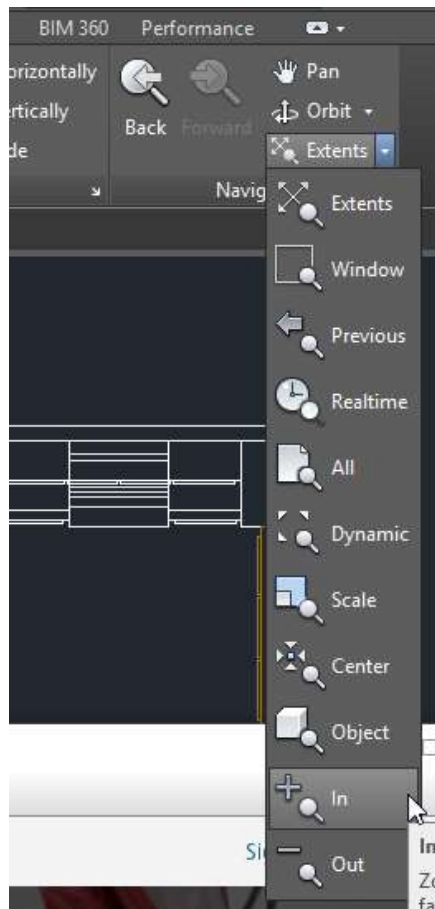 BIM 360 Performance
orizontally
ertically
de
Back
Forward
Pan
Orbit
Extents
Navig
Extents
Window
Previous
Realtime
All
Dynamic
Scale
Center
Object
In
Out
Si
In
Zo
fa